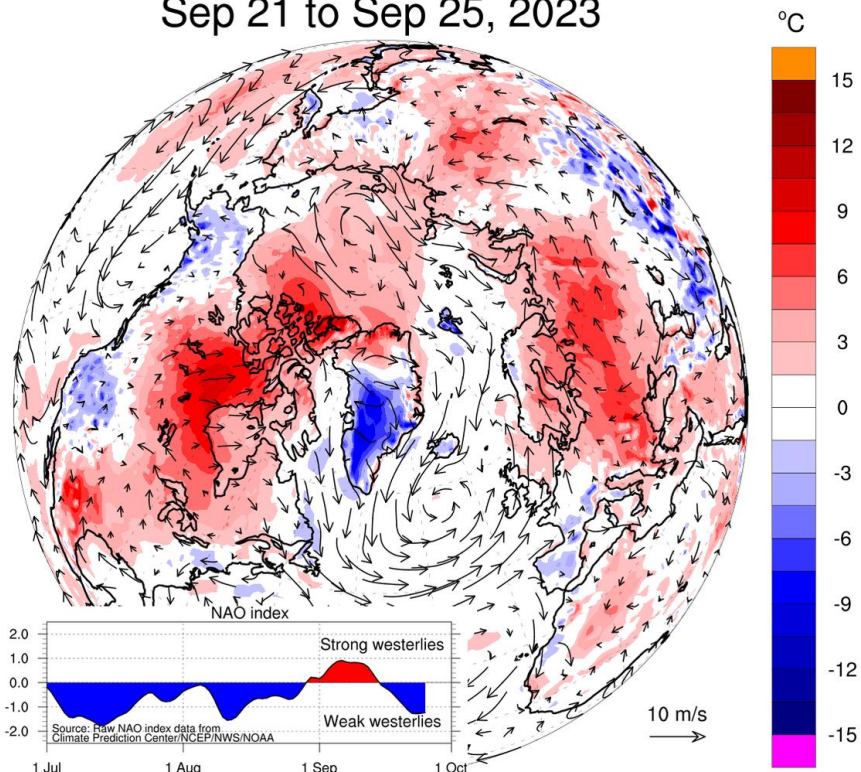 Sep 21 to Sep 25, 2023
°C
15
12
9
6
3
0
-3
-6
-9
-12
-15
NAO index
2.0
1.0
0.0
-1.0
-2.0
Strong westerlies
Weak westerlies
Source: Raw NAO index data from
Climate Prediction Center/NCEP/NWS/NOAA
1 Jul
1 Aug
1 Sep
1 Oct
10 m/s